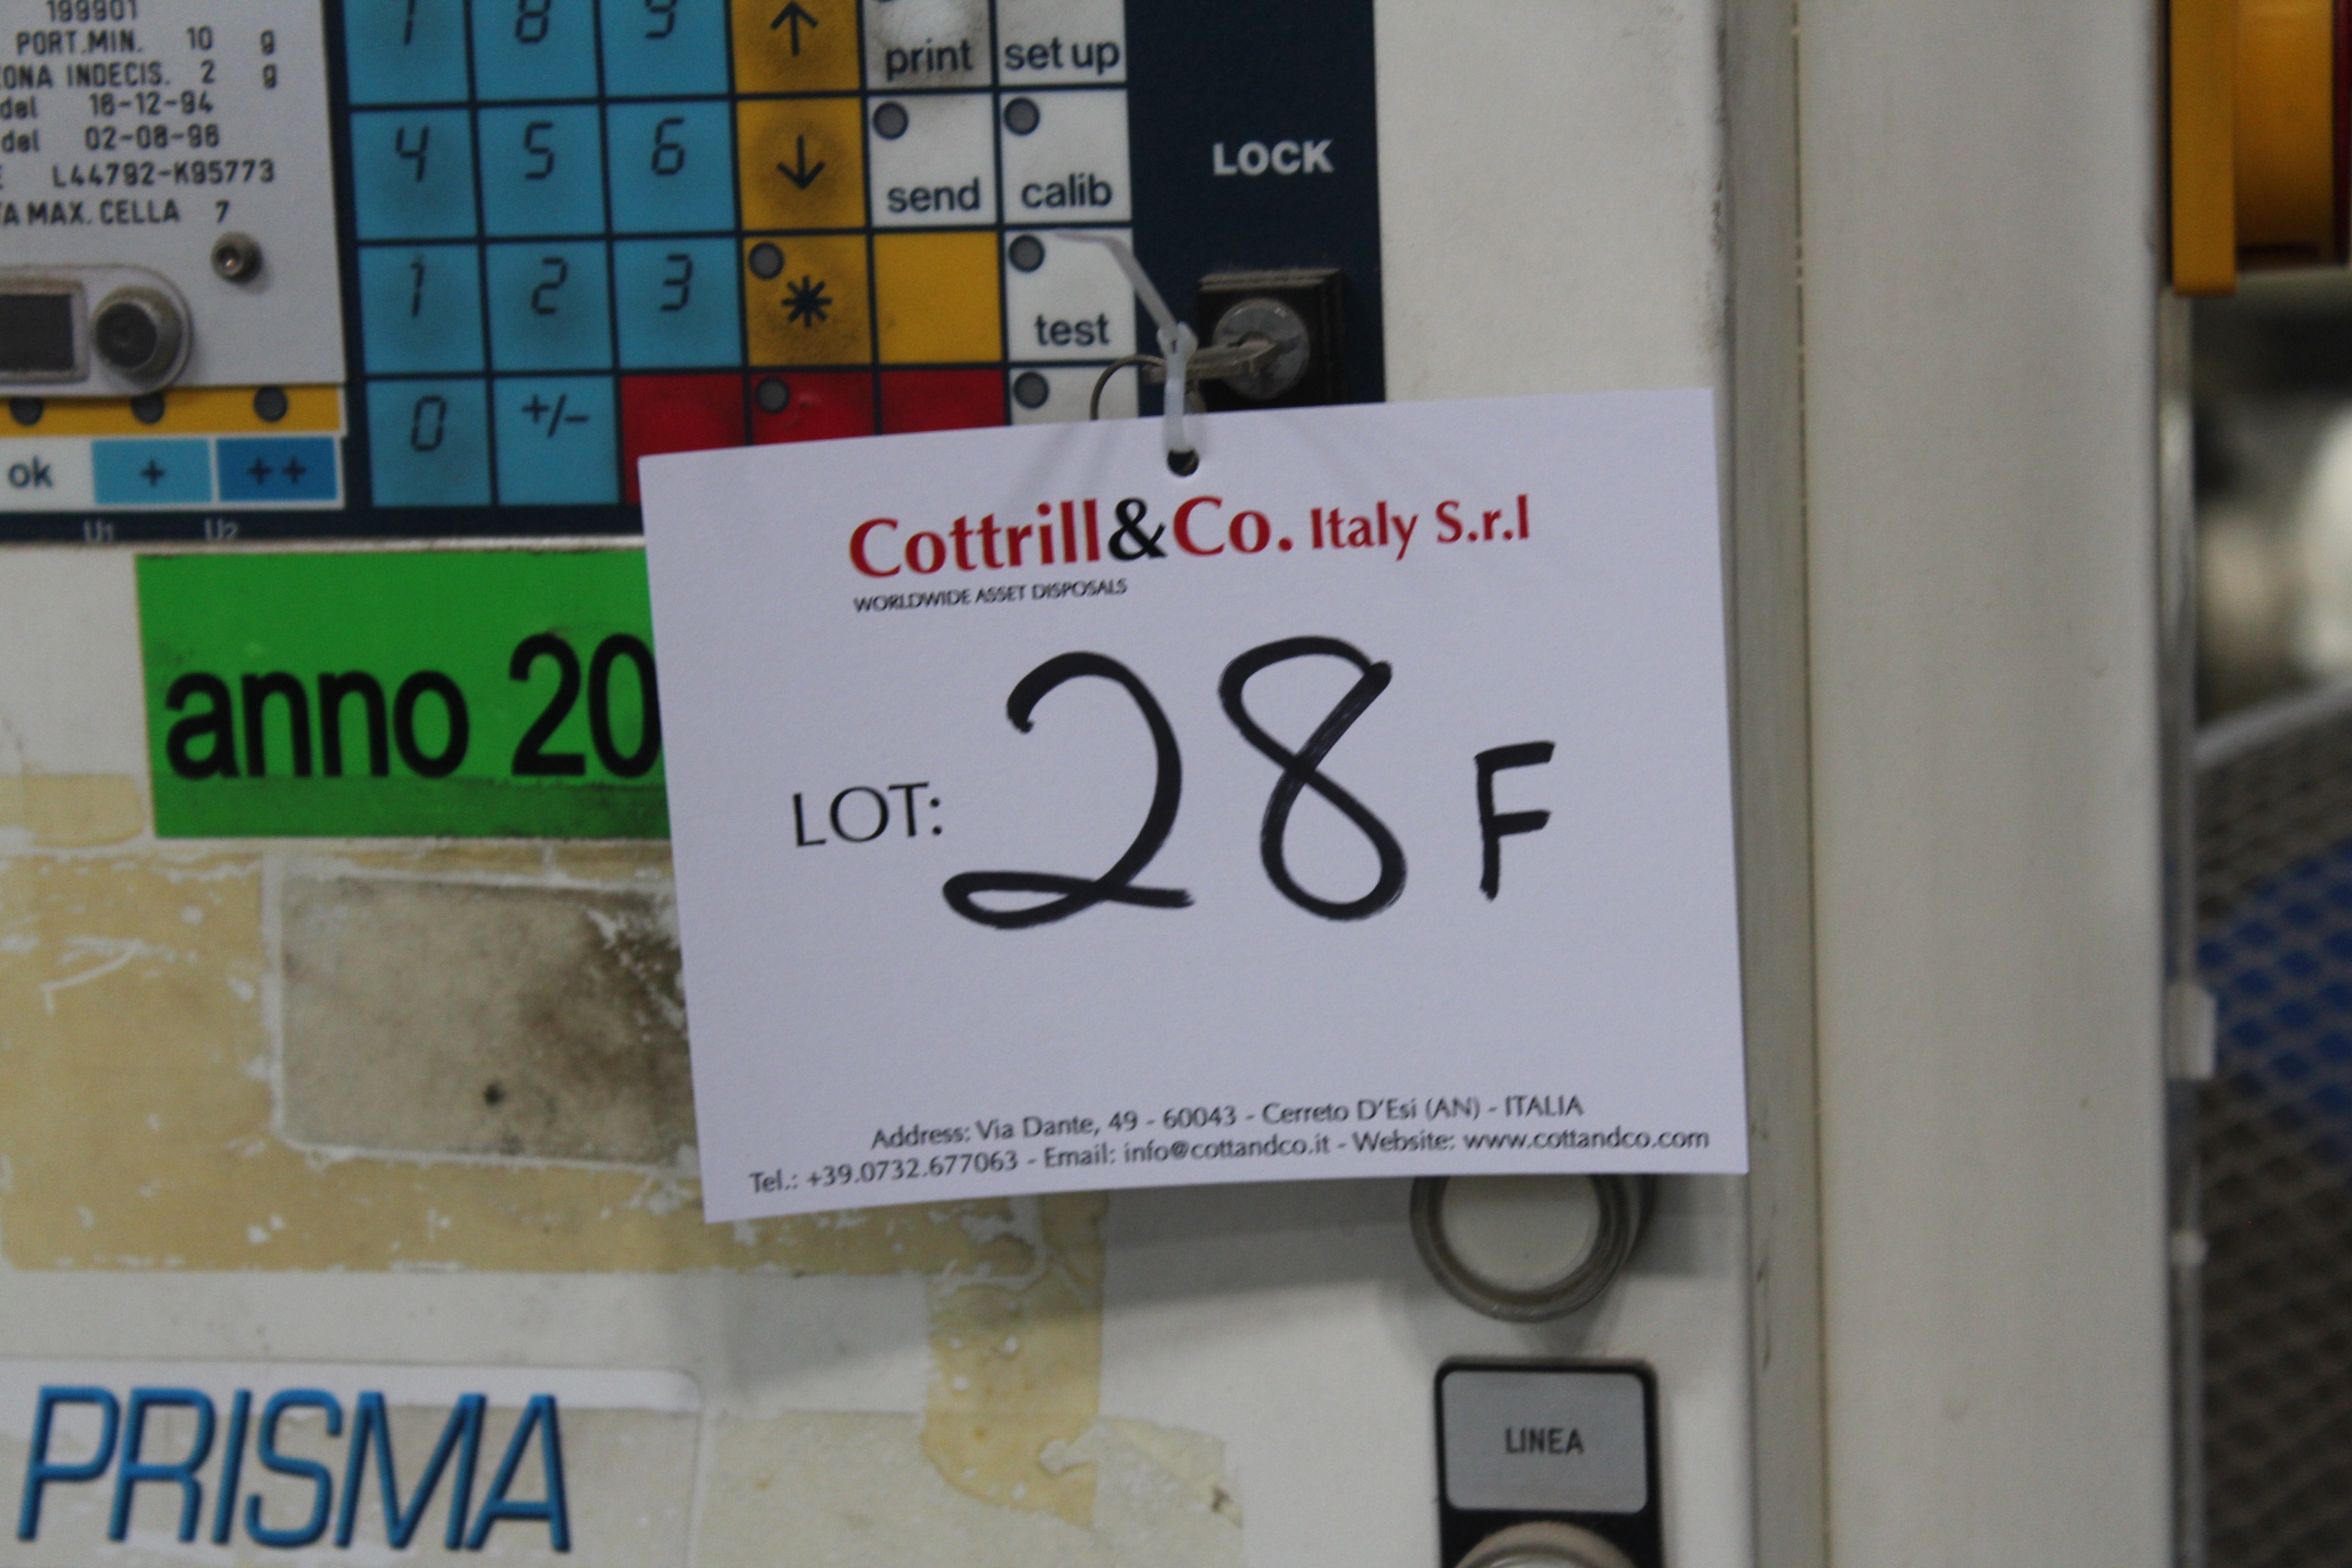 199901
PORT.MIN. 10 g
ZONA INDECIS. 2 g
del 16-12-94
del 02-08-96
L44792-K95773
MAX. CELLA 7
7 8 9 ↑ print set up
4 5 6 ↓ send calib
1 2 3 * test
0 +/-
LOCK
ok + ++
U1 U2
anno 20
Cottrill&Co. Italy S.r.l
WORLDWIDE ASSET DISPOSALS
LOT: 28 F
Address: Via Dante, 49 - 60043 - Cerreto D'Esi (AN) - ITALIA
Tel.: +39.0732.677063 - Email: info@cottandco.it - Website: www.cottandco.com
PRISMA
LINEA